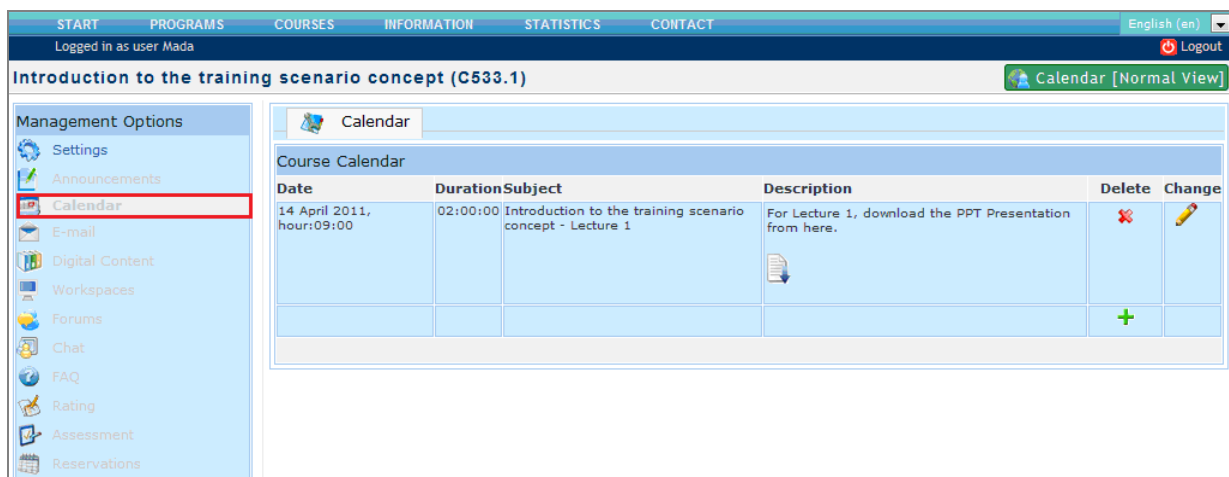 START PROGRAMS COURSES INFORMATION STATISTICS CONTACT English (en)
Logged in as user Mada Logout
Introduction to the training scenario concept (C533.1) Calendar [Normal View]
Management Options
Settings
Announcements
Calendar
E-mail
Digital Content
Workspaces
Forums
Chat
FAQ
Rating
Assessment
Reservations
Calendar
Course Calendar
Date Duration Subject Description Delete Change
14 April 2011,
hour:09:00
02:00:00
Introduction to the training scenario
concept - Lecture 1
For Lecture 1, download the PPT Presentation
from here.